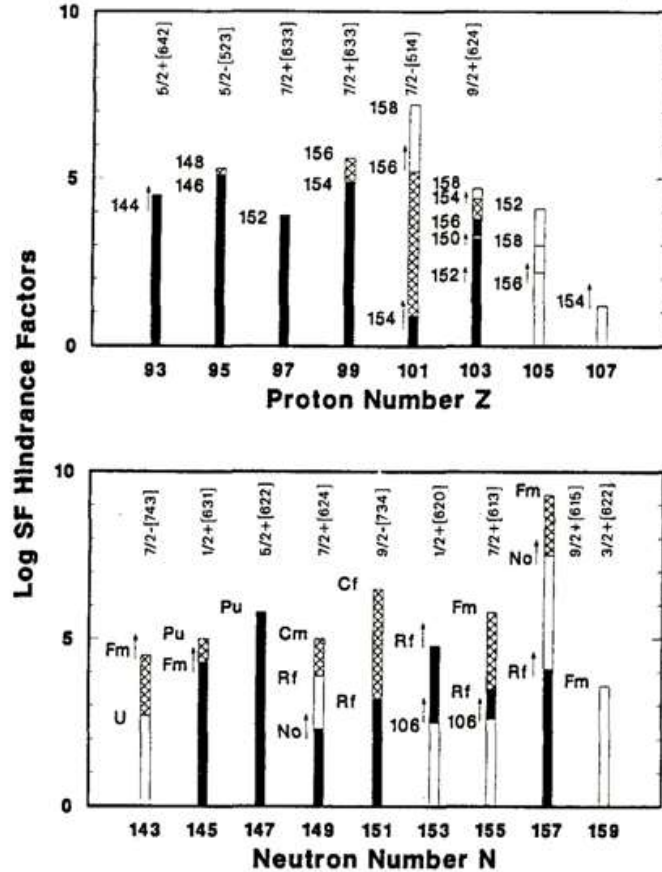 Log SF Hindrance Factors
10
5
0
5/2+[642]
5/2-[523]
7/2+[633]
7/2+[633]
7/2-[514]
9/2+[624]
144
148
146
152
156
154
158
156
154
158
154
156
150
152
152
158
156
154
93 95 97 99 101 103 105 107
Proton Number Z
10
5
0
7/2-[743]
1/2+[631]
5/2+[622]
7/2+[624]
9/2-[734]
1/2+[620]
7/2+[613]
9/2+[615]
3/2+[622]
Fm
U
Pu
Fm
Pu
Cm
Rf
No
Cf
Rf
Rf
106
Fm
Rf
106
Fm
No
Rf
Fm
143 145 147 149 151 153 155 157 159
Neutron Number N